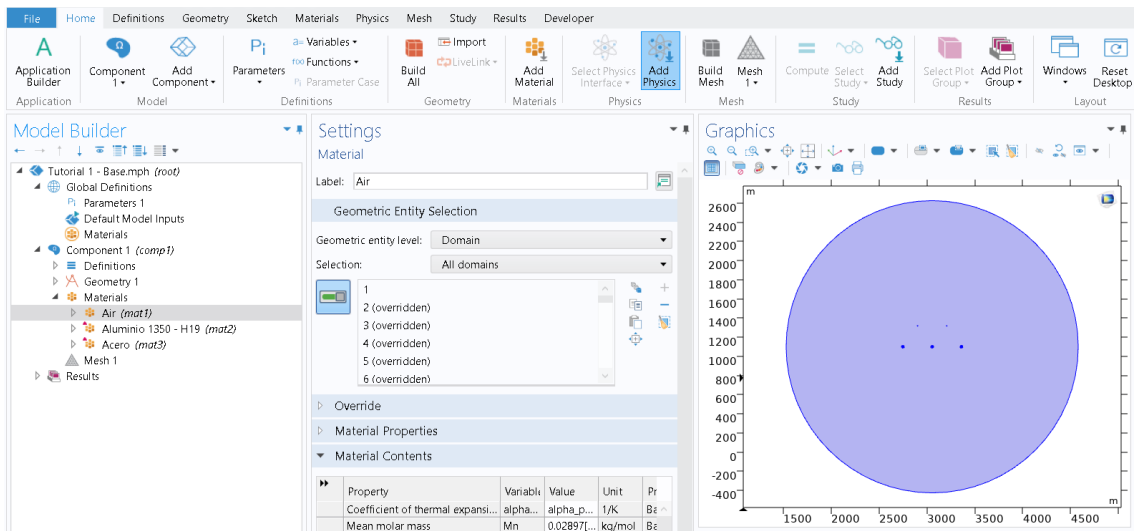 File Home Definitions Geometry Sketch Materials Physics Mesh Study Results Developer
Application Builder
Component 1
Add Component
Pi Parameters
a= Variables
f(x) Functions
Pi Parameter Case
Build All
Import
LiveLink
Add Material
Select Physics Interface
Add Physics
Build Mesh
Mesh 1
Compute
Select Study
Add Study
Select Plot Group
Add Plot Group
Windows
Reset Desktop
Application Model Definitions Geometry Materials Physics Mesh Study Results Layout
Model Builder
Tutorial 1 - Base.mph (root)
Global Definitions
Pi Parameters 1
Default Model Inputs
Materials
Component 1 (comp1)
Definitions
Geometry 1
Materials
Air (mat1)
Aluminio 1350 - H19 (mat2)
Acero (mat3)
Mesh 1
Results
Settings
Material
Label: Air
Geometric Entity Selection
Geometric entity level: Domain
Selection: All domains
1
2 (overridden)
3 (overridden)
4 (overridden)
5 (overridden)
6 (overridden)
Override
Material Properties
Material Contents
Property Variable Value Unit Pr
Coefficient of thermal expansi... alpha... alpha_p... 1/K Ba
Mean molar mass Mn 0.02897[... kg/mol Ba
Graphics
m
2600
2400
2200
2000
1800
1600
1400
1200
1000
800
600
400
200
0
-200
-400
m
1500 2000 2500 3000 3500 4000 4500